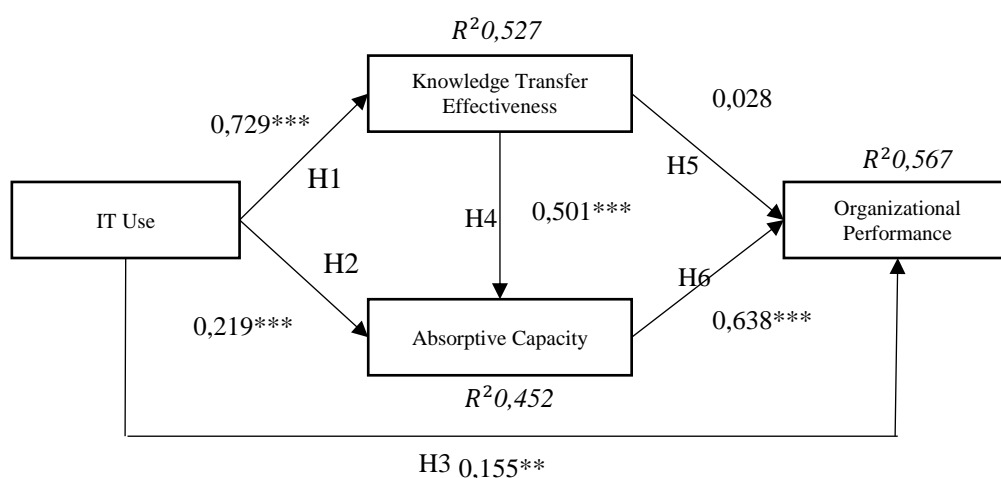 R²0,527
Knowledge Transfer
Effectiveness
0,729***
0,028
H1
H5
R²0,567
IT Use
H4
0,501***
Organizational
Performance
H2
H6
0,219***
Absorptive Capacity
0,638***
R²0,452
H3 0,155**